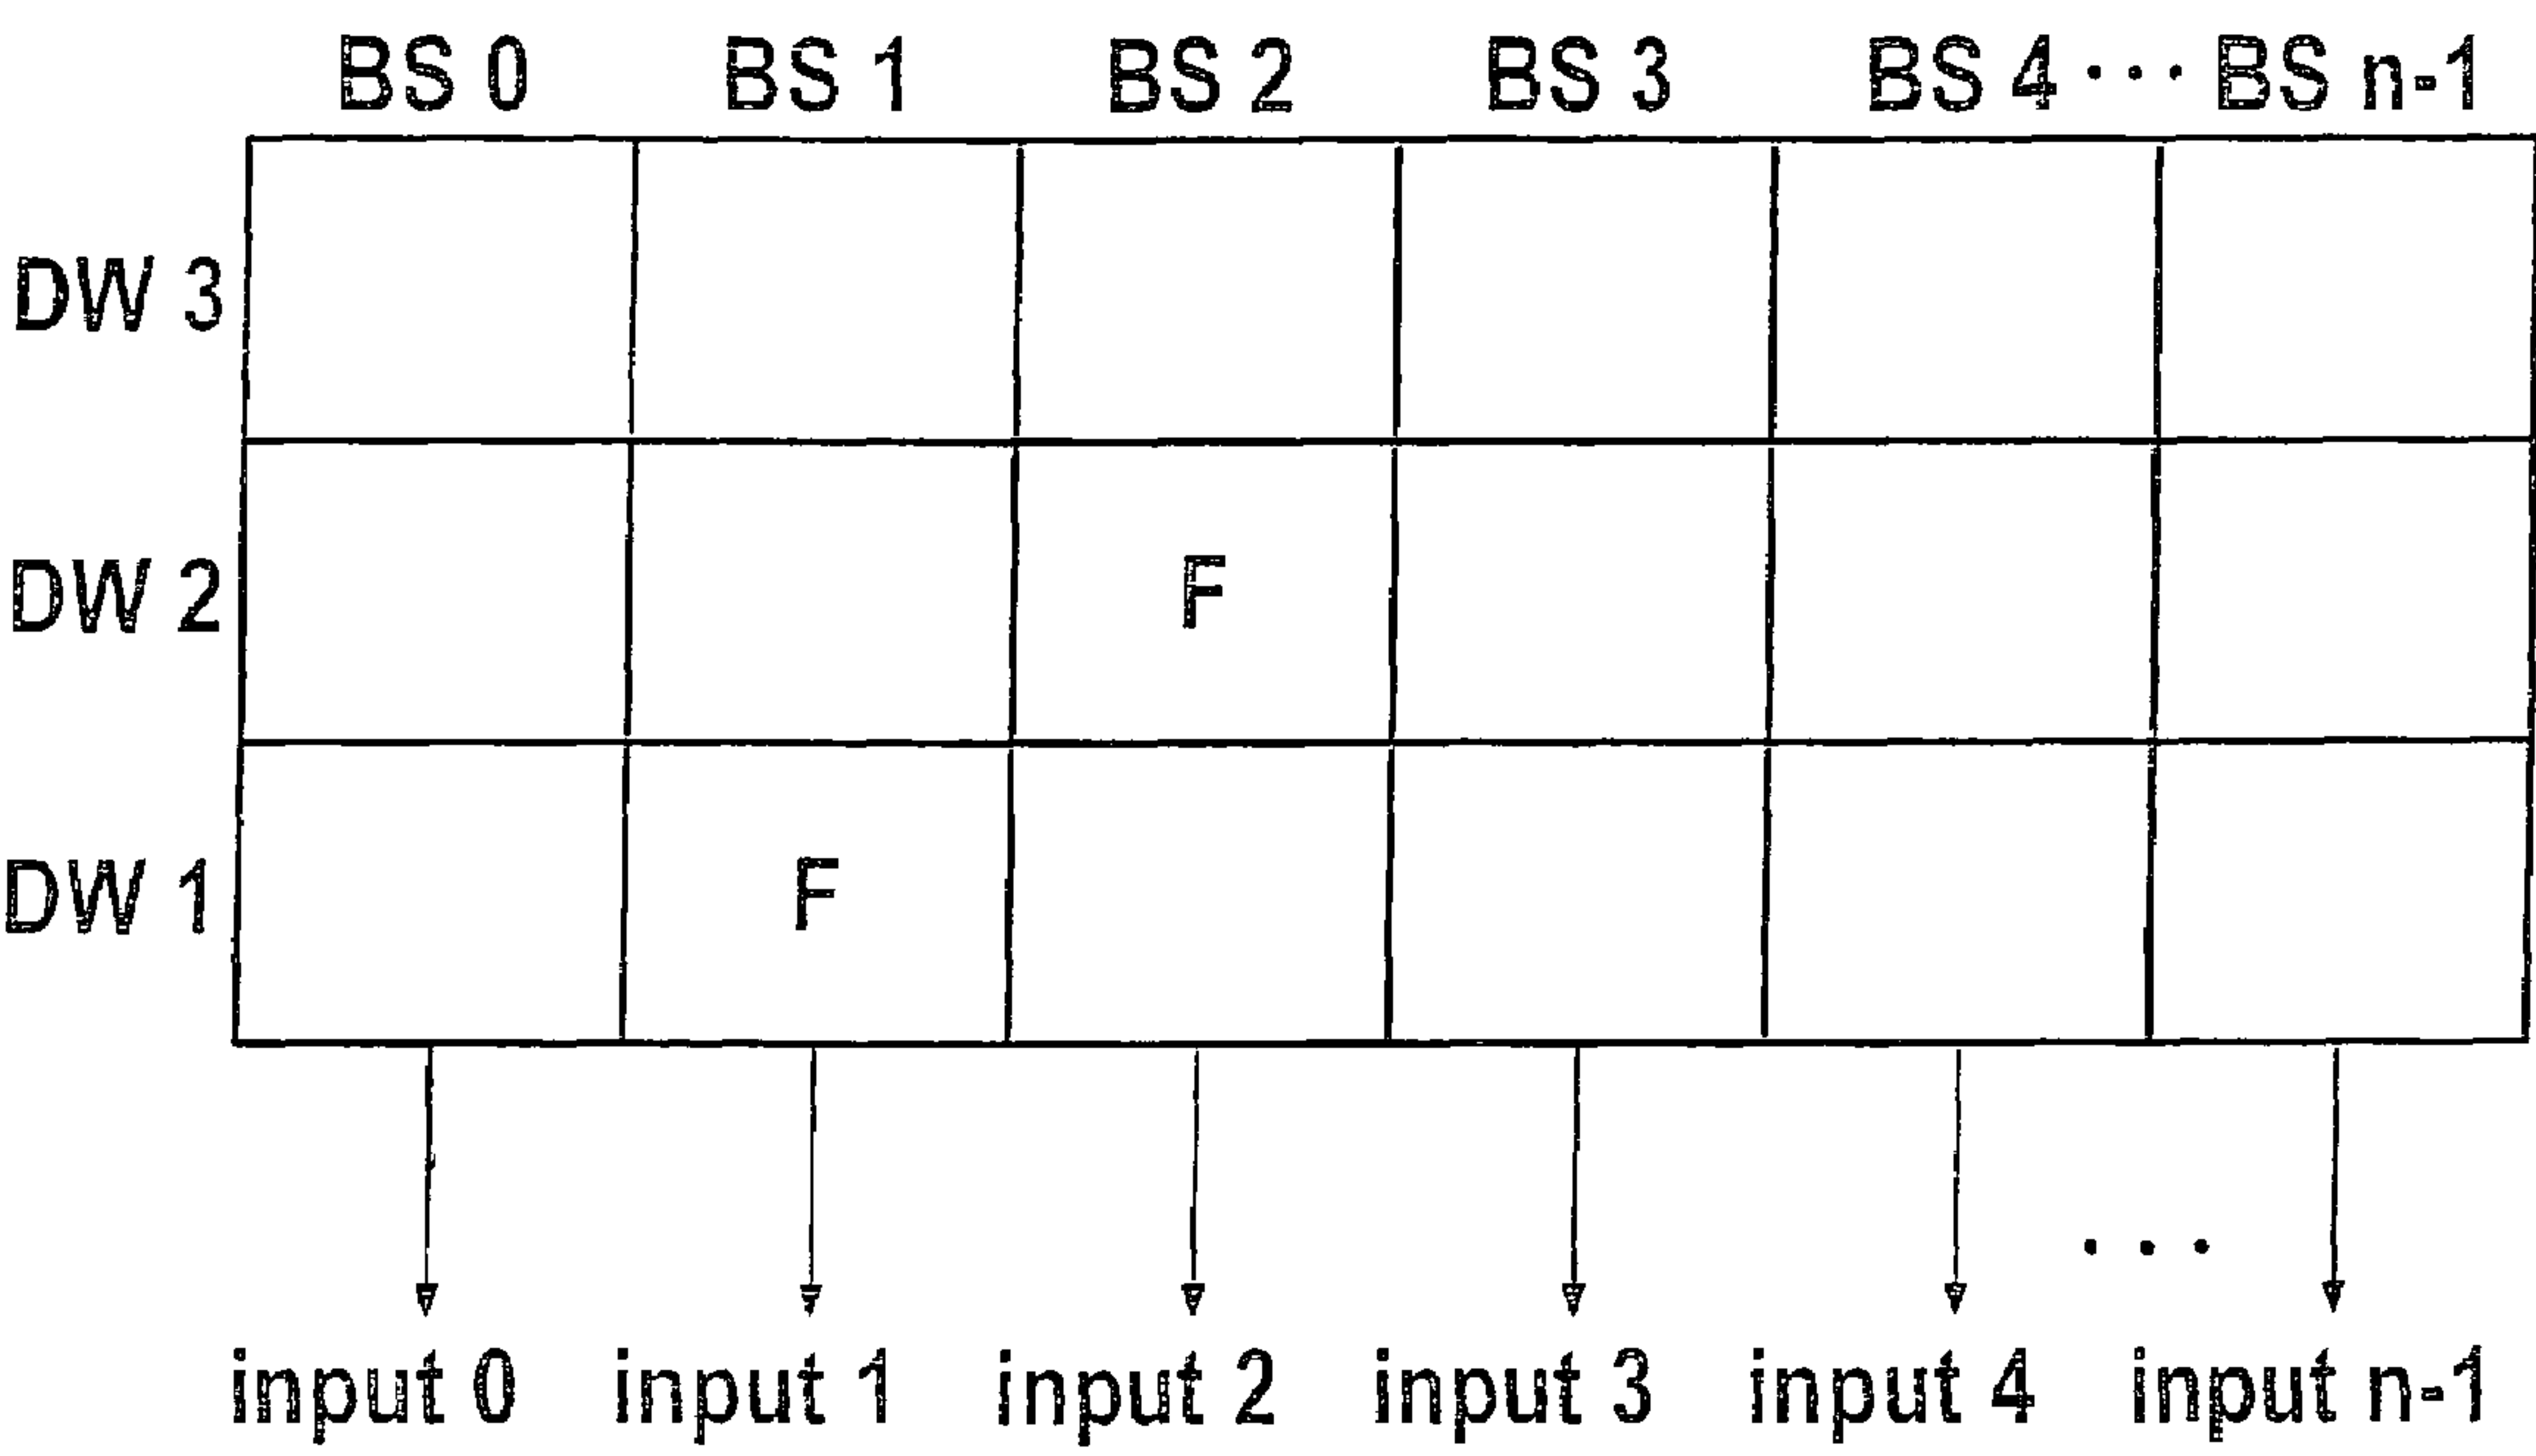 BS 0 BS 1 BS 2 BS 3 BS 4 ··· BS n-1
DW 3
DW 2 F
DW 1 F
...
input 0 input 1 input 2 input 3 input 4 input n-1